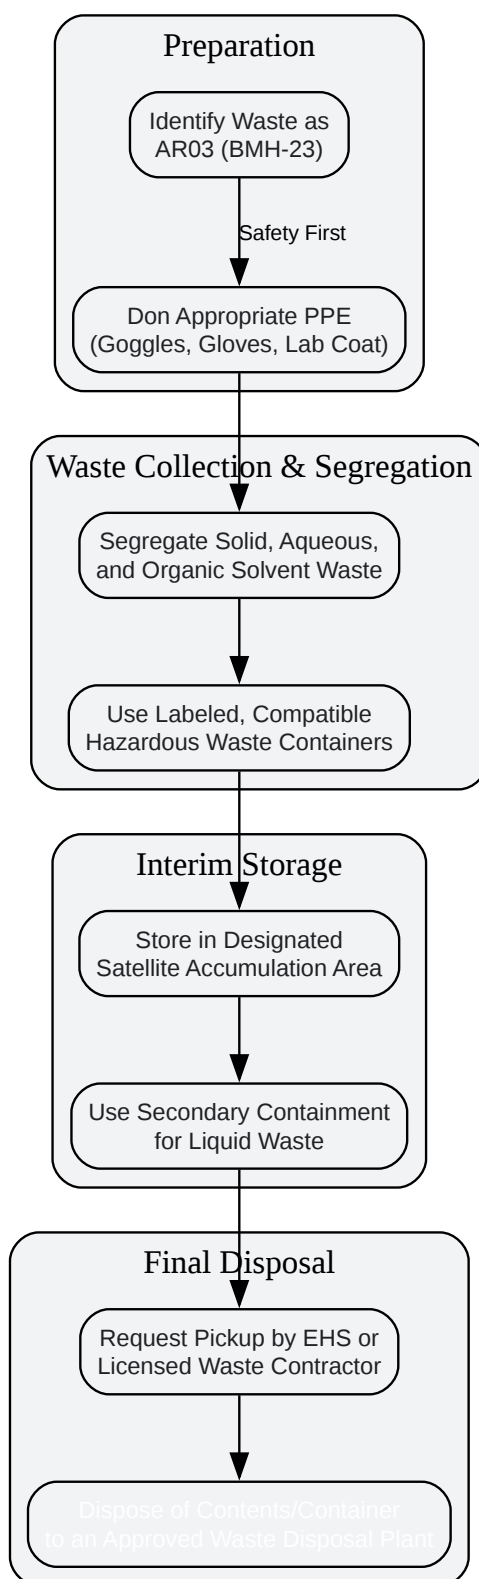 Preparation
Identify Waste as
AR03 (BMH-23)
Safety First
Don Appropriate PPE
(Goggles, Gloves, Lab Coat)
Waste Collection & Segregation
Segregate Solid, Aqueous,
and Organic Solvent Waste
Use Labeled, Compatible
Hazardous Waste Containers
Interim Storage
Store in Designated
Satellite Accumulation Area
Use Secondary Containment
for Liquid Waste
Final Disposal
Request Pickup by EHS or
Licensed Waste Contractor
Dispose of Contents/Container
to an Approved Waste Disposal Plant